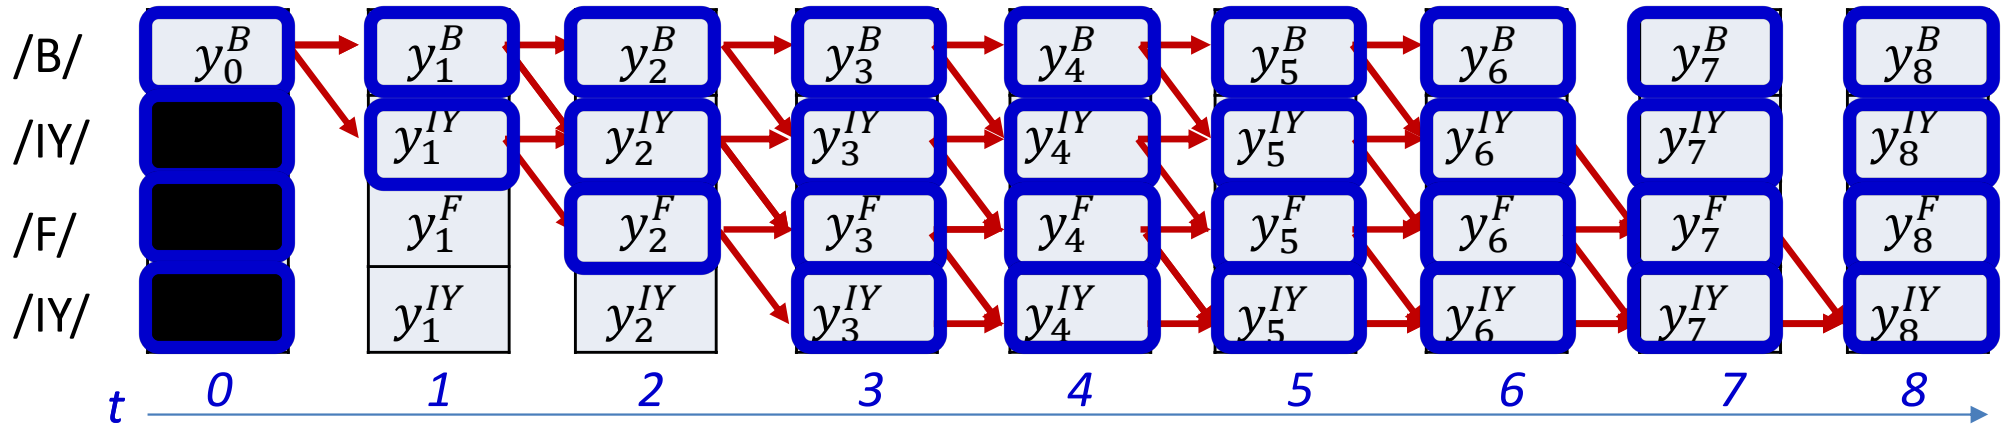 /B/ y_0^B y_1^B y_2^B y_3^B y_4^B y_5^B y_6^B y_7^B y_8^B
/IY/ y_1^{IY} y_2^{IY} y_3^{IY} y_4^{IY} y_5^{IY} y_6^{IY} y_7^{IY} y_8^{IY}
/F/ y_1^F y_2^F y_3^F y_4^F y_5^F y_6^F y_7^F y_8^F
/IY/ y_1^{IY} y_2^{IY} y_3^{IY} y_4^{IY} y_5^{IY} y_6^{IY} y_7^{IY} y_8^{IY}
0 1 2 3 4 5 6 7 8
t